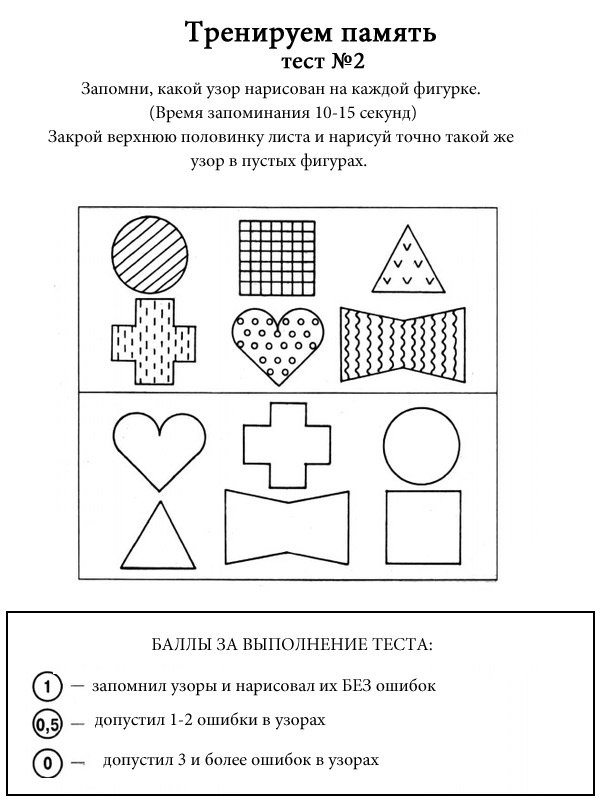 Тренируем память
тест №2
Запомни, какой узор нарисован на каждой фигурке.
(Время запоминания 10-15 секунд)
Закрой верхнюю половинку листа и нарисуй точно такой же
узор в пустых фигурах.
БАЛЛЫ ЗА ВЫПОЛНЕНИЕ ТЕСТА:
1 — запомнил узоры и нарисовал их БЕЗ ошибок
0,5 — допустил 1-2 ошибки в узорах
0 — допустил 3 и более ошибок в узорах